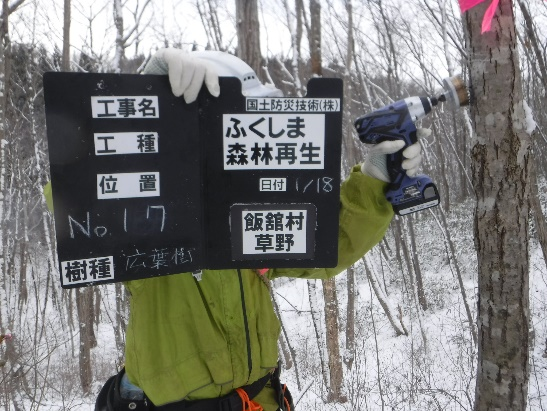 工事名
工種
位置
No.17
樹種 広葉樹
国土防災技術(株)
ふくしま
森林再生
日付 1/18
飯舘村
草野